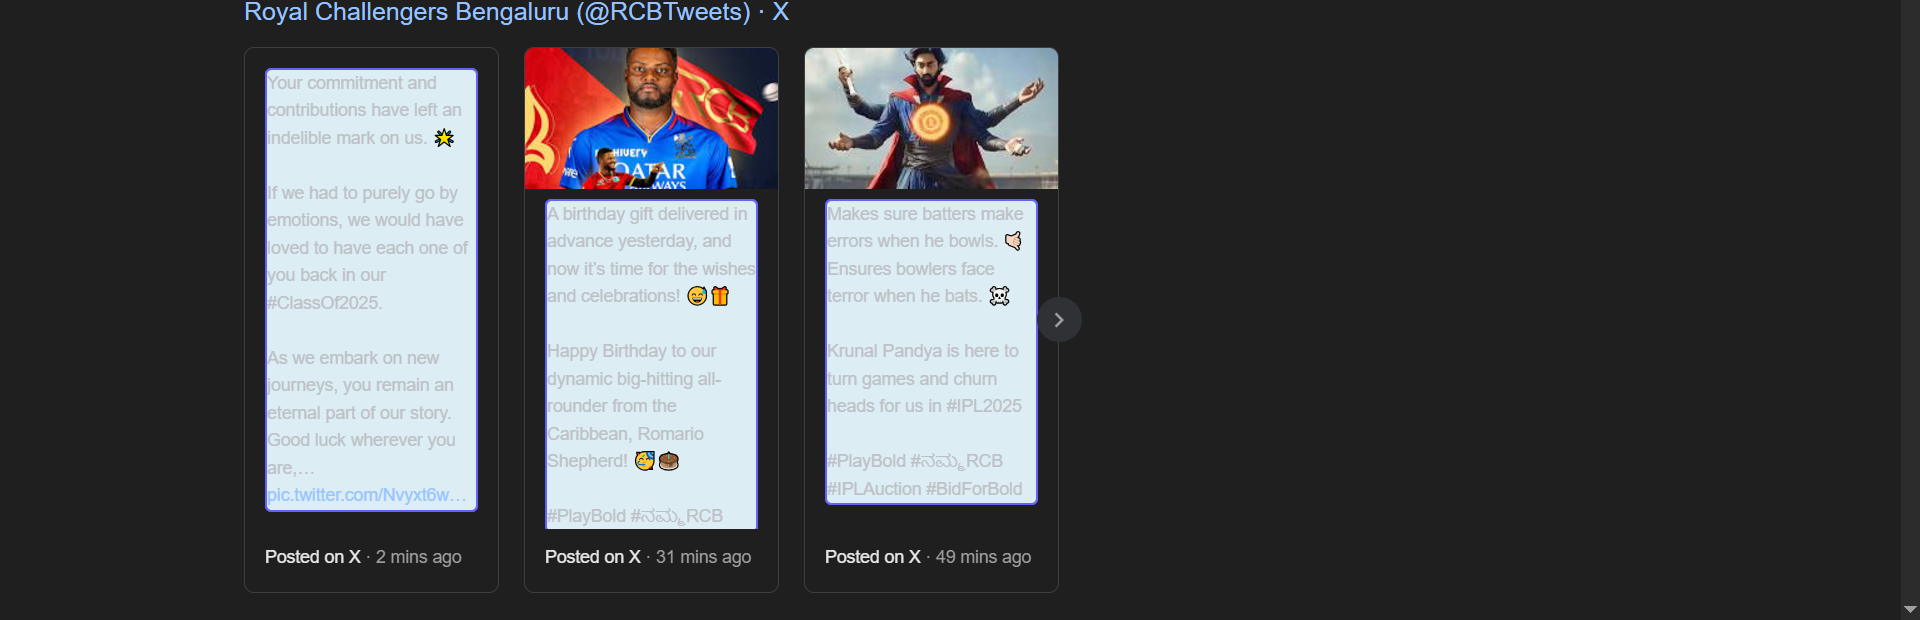 Royal Challengers Bengaluru (@RCBTweets) · X
Your commitment and
contributions have left an
indelible mark on us. 🌟
If we had to purely go by
emotions, we would have
loved to have each one of
you back in our
#ClassOf2025.
As we embark on new
journeys, you remain an
eternal part of our story.
Good luck wherever you
are,…
pic.twitter.com/Nvyxt6w…
Posted on X · 2 mins ago
QATAR
WAYS
A birthday gift delivered in
advance yesterday, and
now it's time for the wishes
and celebrations! 😅🎁
Happy Birthday to our
dynamic big-hitting all-
rounder from the
Caribbean, Romario
Shepherd! 🥳🎂
#PlayBold #ನಮ್ಮRCB
Posted on X · 31 mins ago
Makes sure batters make
errors when he bowls. 🤙🏻
Ensures bowlers face
terror when he bats. ☠️
Krunal Pandya is here to
turn games and churn
heads for us in #IPL2025
#PlayBold #ನಮ್ಮRCB
#IPLAuction #BidForBold
Posted on X · 49 mins ago